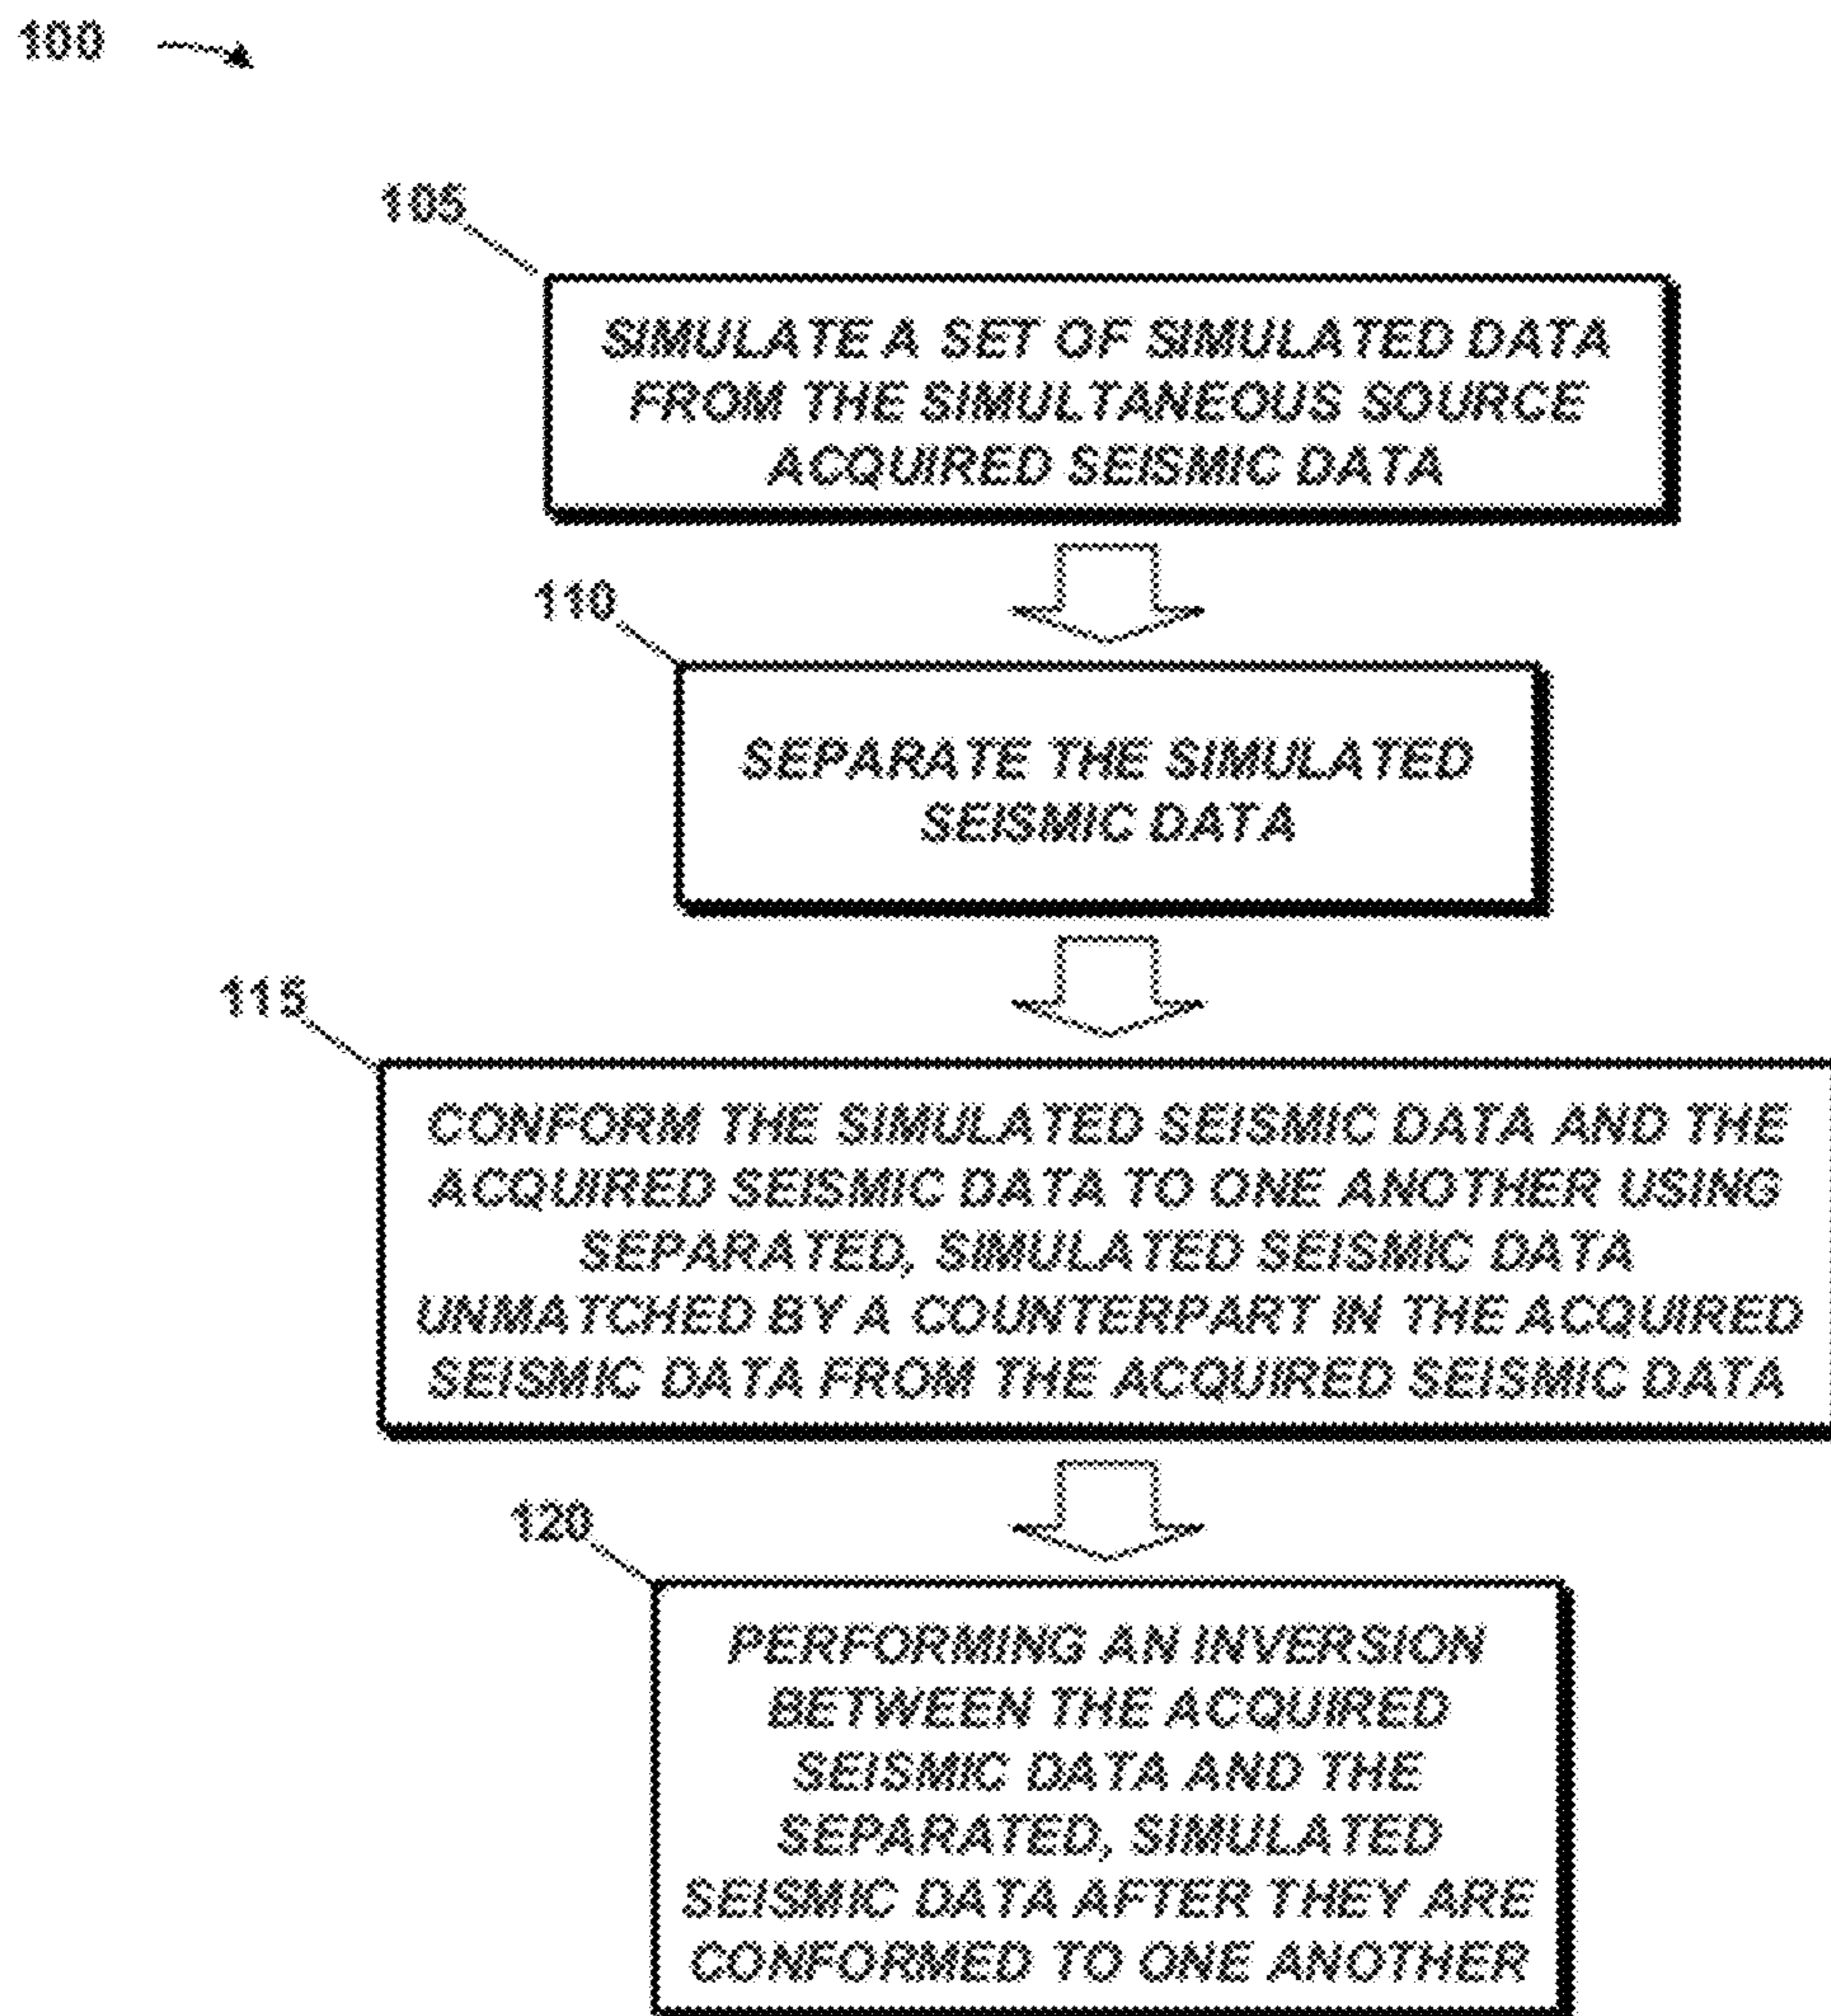 100
105
SIMULATE A SET OF SIMULATED DATA
FROM THE SIMULTANEOUS SOURCE
ACQUIRED SEISMIC DATA
110
SEPARATE THE SIMULATED
SEISMIC DATA
115
CONFORM THE SIMULATED SEISMIC DATA AND THE
ACQUIRED SEISMIC DATA TO ONE ANOTHER USING
SEPARATED, SIMULATED SEISMIC DATA
UNMATCHED BY A COUNTERPART IN THE ACQUIRED
SEISMIC DATA FROM THE ACQUIRED SEISMIC DATA
120
PERFORMING AN INVERSION
BETWEEN THE ACQUIRED
SEISMIC DATA AND THE
SEPARATED, SIMULATED
SEISMIC DATA AFTER THEY ARE
CONFORMED TO ONE ANOTHER